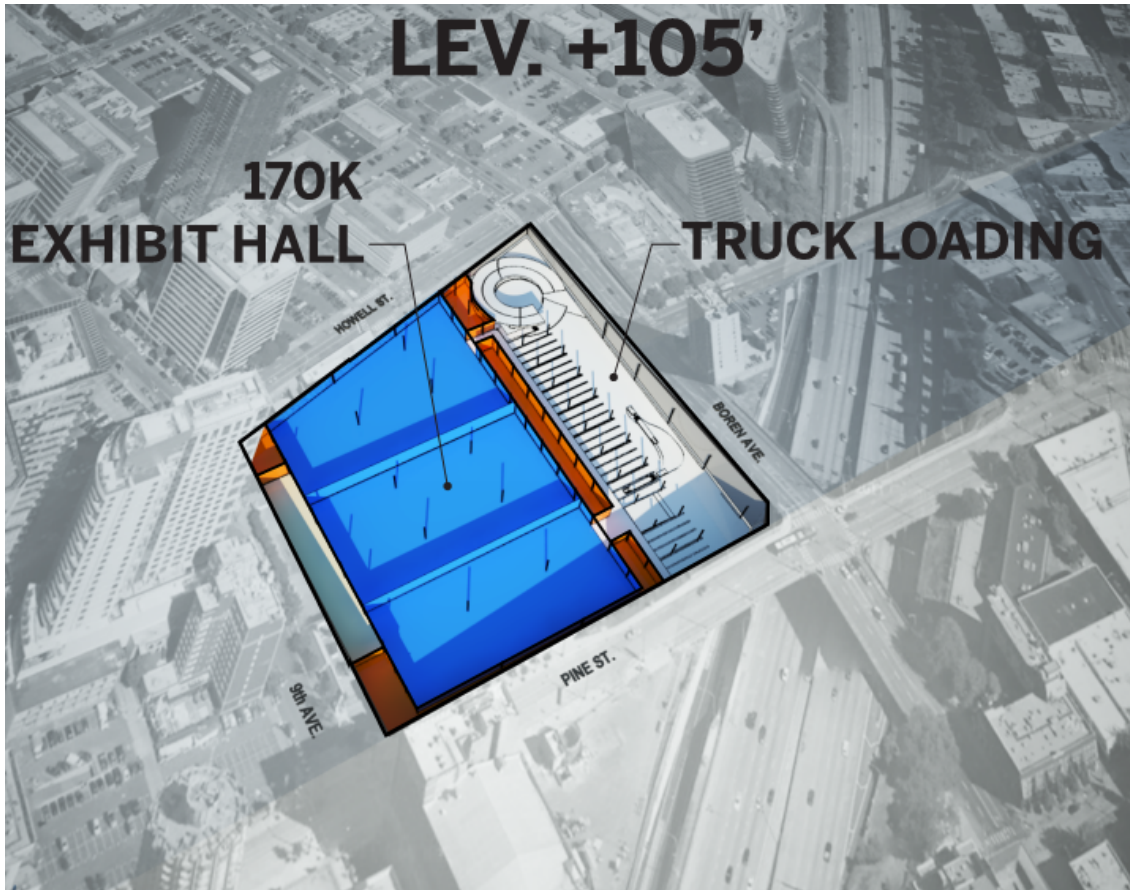 LEV. +105’
170K
EXHIBIT HALL
TRUCK LOADING
HOWELL ST.
BOREN AVE.
PINE ST.
9th AVE.